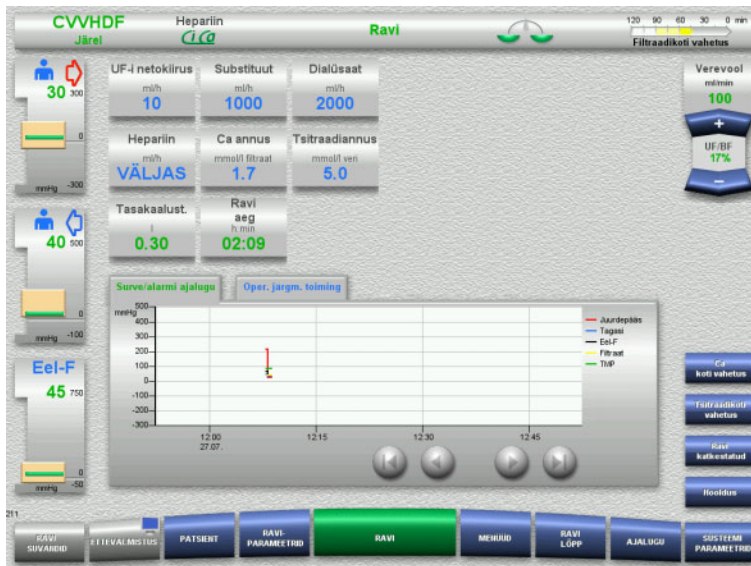 CVVHDF
Järel
Hepariin
CiCa
Ravi
120 90 60 30 0 min
Filtraadikoti vahetus
30 300
0
mmHg -300
40 500
0
mmHg -100
Eel-F
45 750
0
mmHg -50
UF-i netokiirus
ml/h
10
Substituut
ml/h
1000
Dialüsaat
ml/h
2000
Hepariin
ml/h
VÄLJAS
Ca annus
mmol/l filtraat
1.7
Tsitraadiannus
mmol/l veri
5.0
Tasakaalust.
l
0.30
Ravi
aeg
h:min
02:09
Verevool
ml/min
100
+
UF/BF
17%
−
Surve/alarmi ajalugu
Oper. järgm. toiming
mmHg
500
400
300
200
100
0
-100
-200
-300
12:00 12:15 12:30 12:45
27.07.
Juurdepääs
Tagasi
Eel-F
Filtraat
TMP
Ca
koti vahetus
Tsitraadikoti
vahetus
Ravi
katkestatud
Hooldus
211
RAVI
SUVANDID
ETTEVALMISTUS
PATSIENT
RAVI-
PARAMEETRID
RAVI
MENÜÜD
RAVI
LÕPP
AJALUGU
SÜSTEEMI
PARAMEETRID